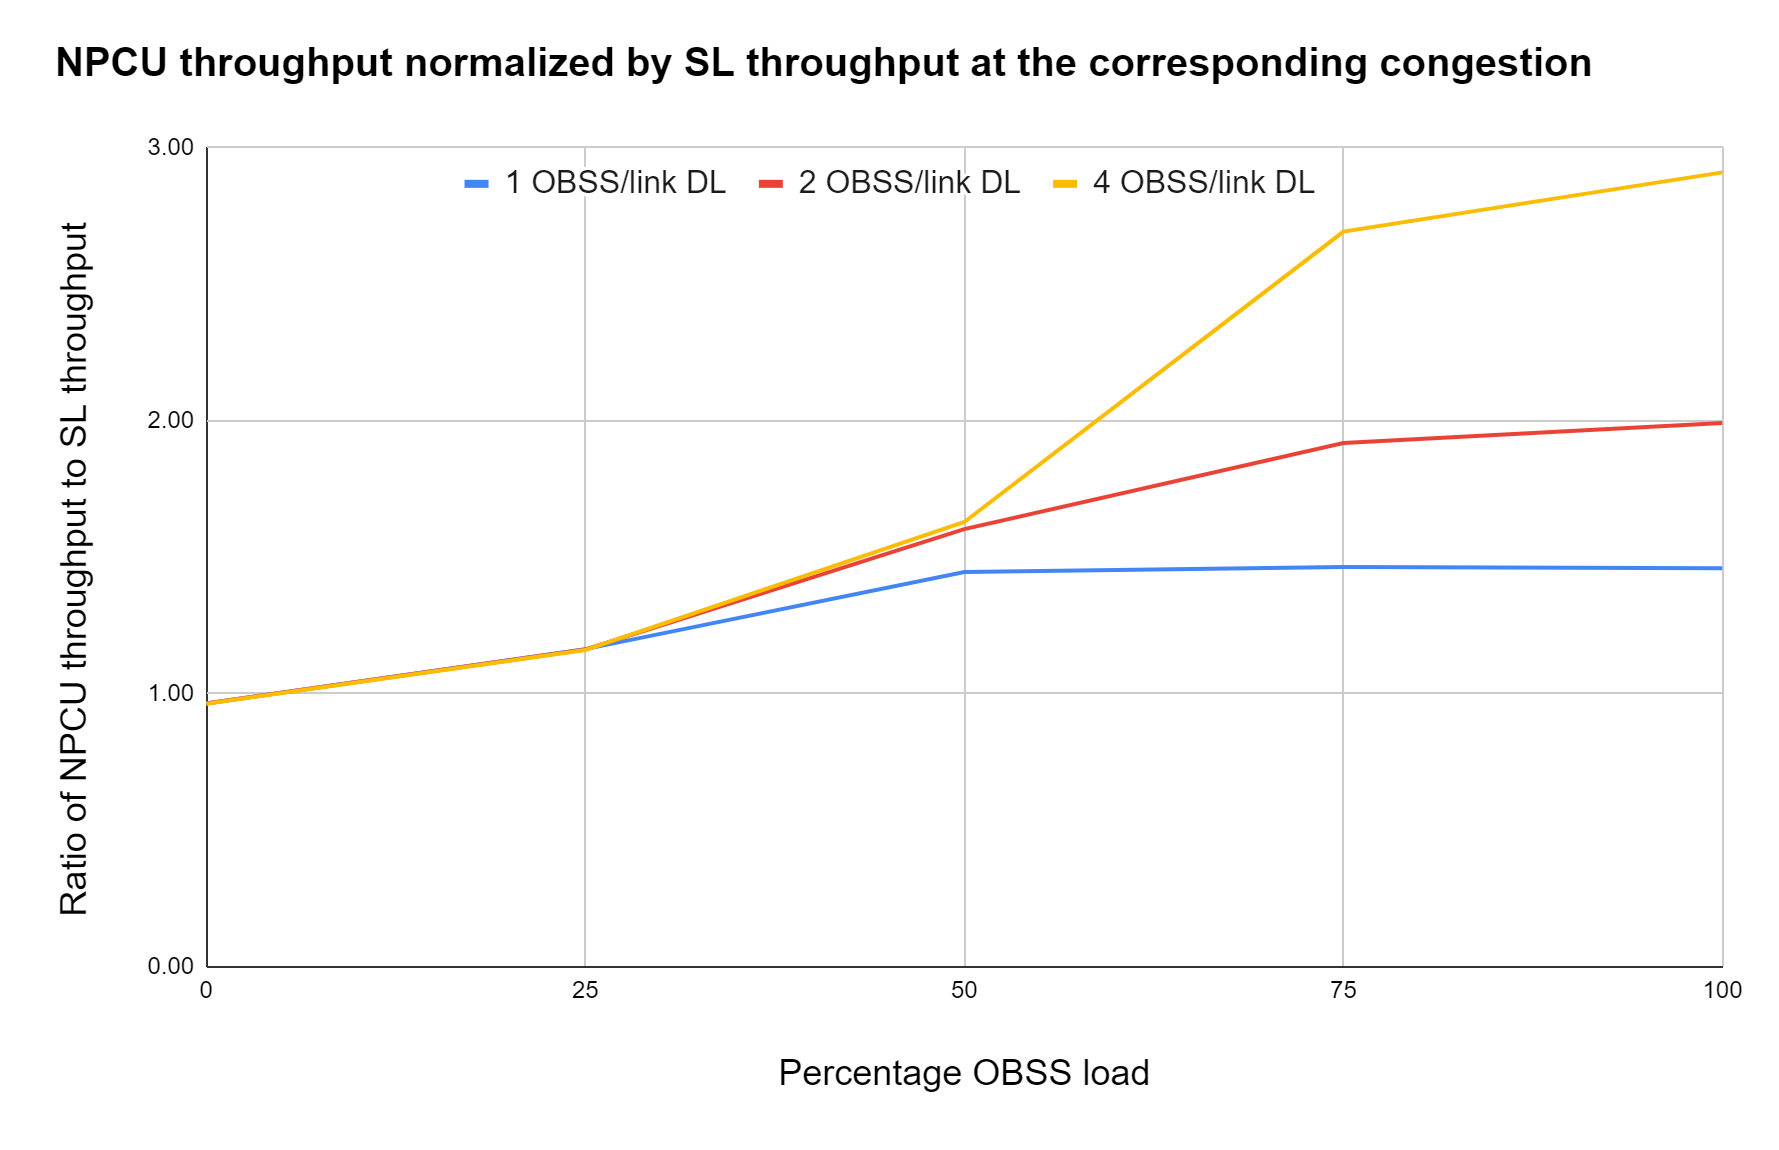 NPCU throughput normalized by SL throughput at the corresponding congestion
1 OBSS/link DL
2 OBSS/link DL
4 OBSS/link DL
Ratio of NPCU throughput to SL throughput
3.00
2.00
1.00
0.00
0
25
50
75
100
Percentage OBSS load